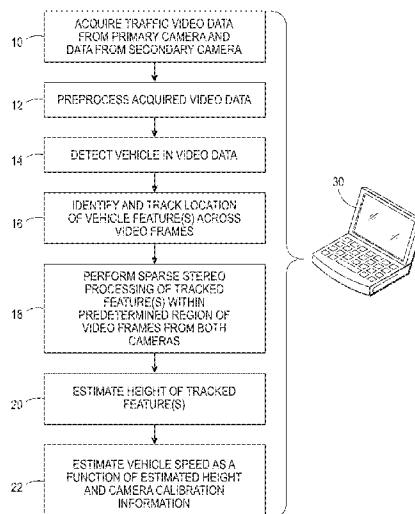 10
ACQUIRE TRAFFIC VIDEO DATA
FROM PRIMARY CAMERA AND
DATA FROM SECONDARY CAMERA
12
PREPROCESS ACQUIRED VIDEO DATA
14
DETECT VEHICLE IN VIDEO DATA
16
IDENTIFY AND TRACK LOCATION
OF VEHICLE FEATURE(S) ACROSS
VIDEO FRAMES
30
18
PERFORM SPARSE STEREO
PROCESSING OF TRACKED
FEATURE(S) WITHIN
PREDETERMINED REGION OF
VIDEO FRAMES FROM BOTH
CAMERAS
20
ESTIMATE HEIGHT OF TRACKED
FEATURE(S)
22
ESTIMATE VEHICLE SPEED AS A
FUNCTION OF ESTIMATED HEIGHT
AND CAMERA CALIBRATION
INFORMATION